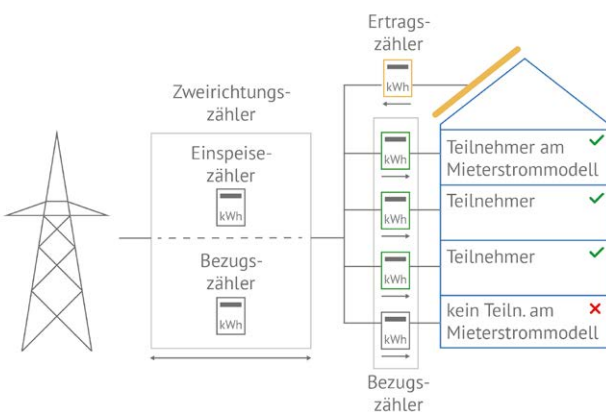 Ertrags-
zähler
kWh
Zweirichtungs-
zähler
Einspeise-
zähler
kWh
Bezugs-
zähler
kWh
kWh
kWh
kWh
kWh
Bezugs-
zähler
Teilnehmer am
Mieterstrommodell
Teilnehmer
Teilnehmer
kein Teiln. am
Mieterstrommodell